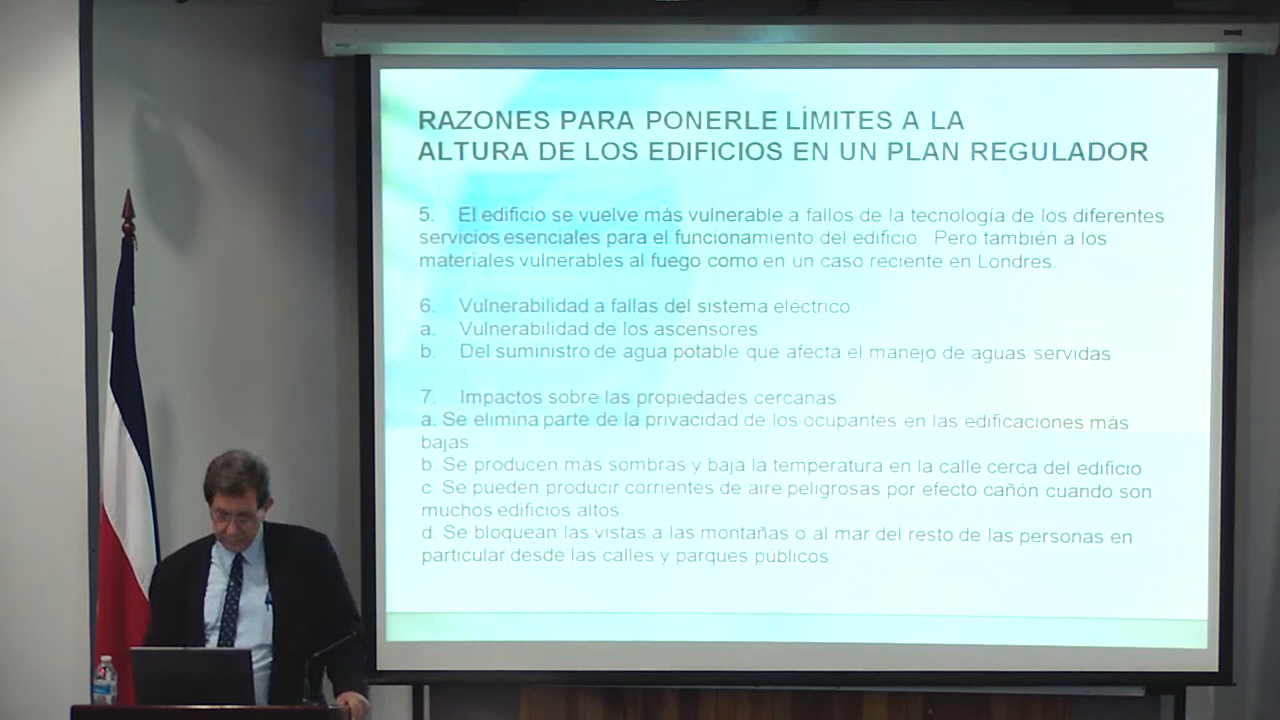 RAZONES PARA PONERLE LÍMITES A LA
ALTURA DE LOS EDIFICIOS EN UN PLAN REGULADOR
5. El edificio se vuelve más vulnerable a fallos de la tecnología de los diferentes
servicios esenciales para el funcionamiento del edificio. Pero también a los
materiales vulnerables al fuego como en un caso reciente en Londres.
6. Vulnerabilidad a fallas del sistema eléctrico
a. Vulnerabilidad de los ascensores
b. Del suministro de agua potable que afecta el manejo de aguas servidas
7. Impactos sobre las propiedades cercanas
a. Se elimina parte de la privacidad de los ocupantes en las edificaciones más
bajas
b. Se producen más sombras y baja la temperatura en la calle cerca del edificio
c. Se pueden producir corrientes de aire peligrosas por efecto cañón cuando son
muchos edificios altos
d. Se bloquean las vistas a las montañas o al mar del resto de las personas en
particular desde las calles y parques públicos